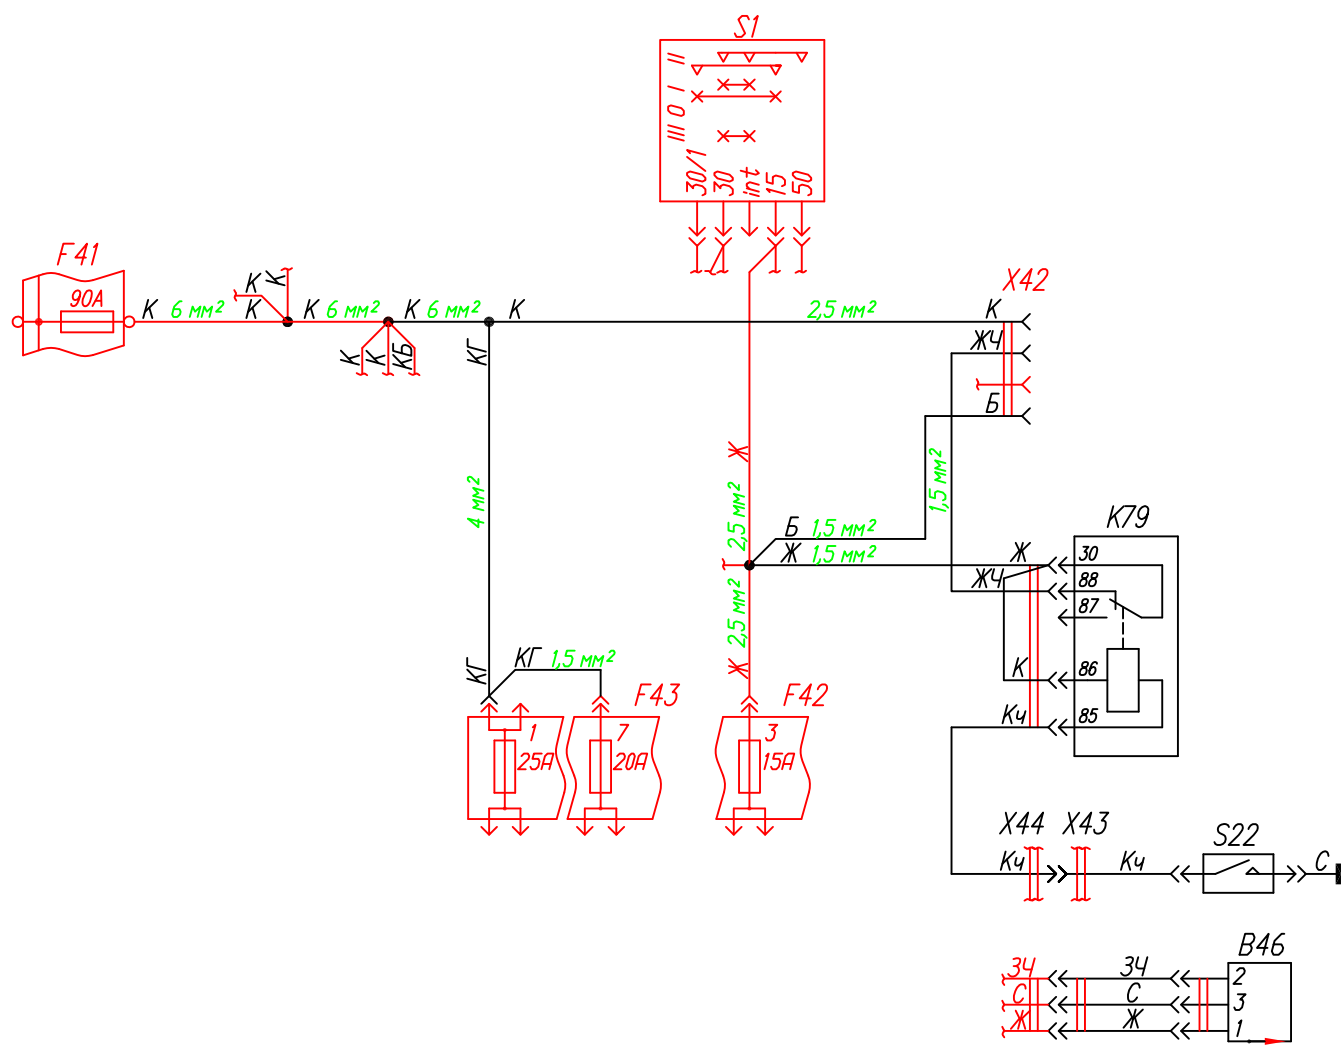 S1
II
I
O
III
30/1
30
int
15
50
F41
90А
К
6 мм²
К
К
К
К
6 мм²
К
6 мм²
К
2,5 мм²
К
X42
ЖЧ
Б
К
К
КБ
КГ
4 мм²
КГ
Ж
2,5 мм²
1,5 мм²
Б
1,5 мм²
Ж
1,5 мм²
Ж
ЖЧ
К
Кч
K79
30
88
87
86
85
2,5 мм²
Ж
КГ
1,5 мм²
F43
F42
1
25А
7
20А
3
15А
X44
X43
S22
Кч
Кч
С
B46
ЗЧ
ЗЧ
2
С
С
3
Ж
Ж
1